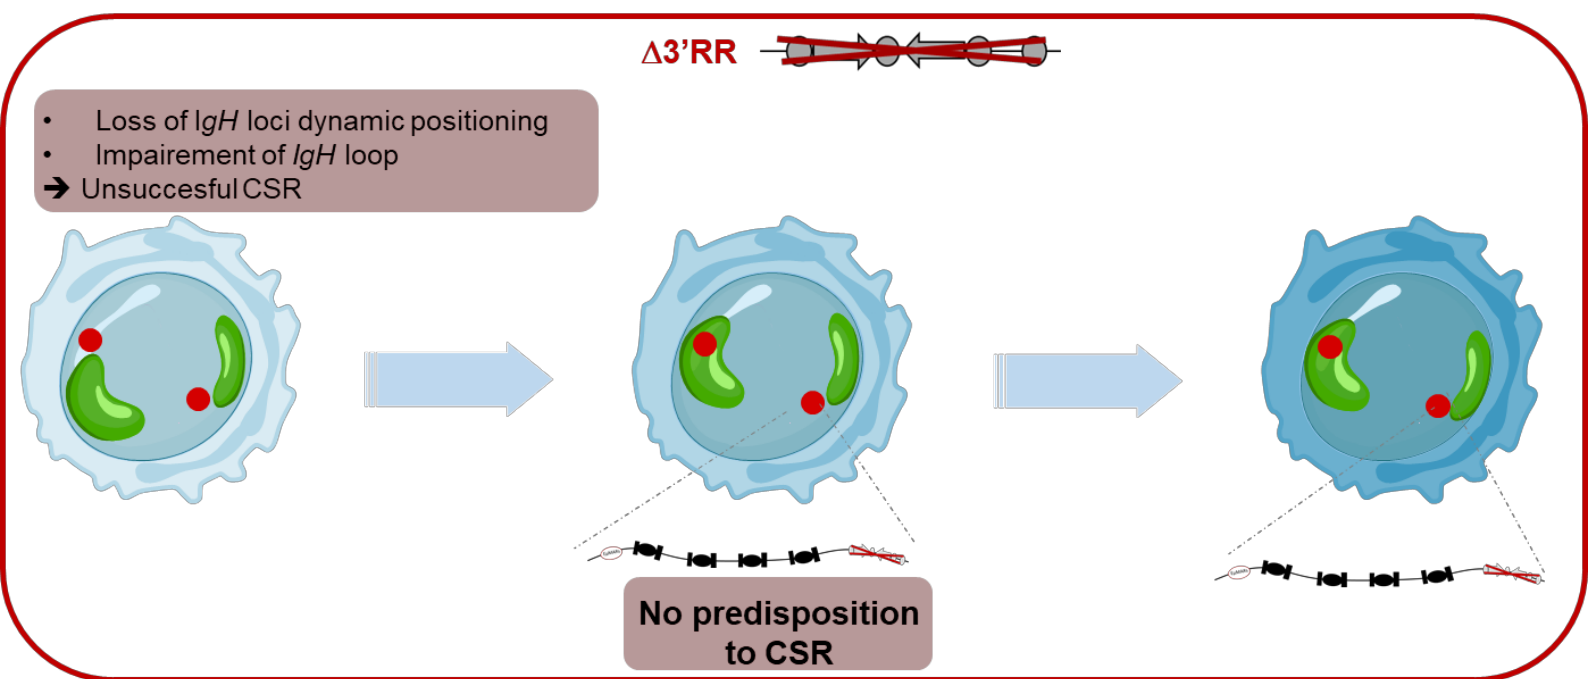 Δ3'RR
• Loss of IgH loci dynamic positioning
• Impairement of IgH loop
➔ Unsuccesful CSR
No predisposition
to CSR